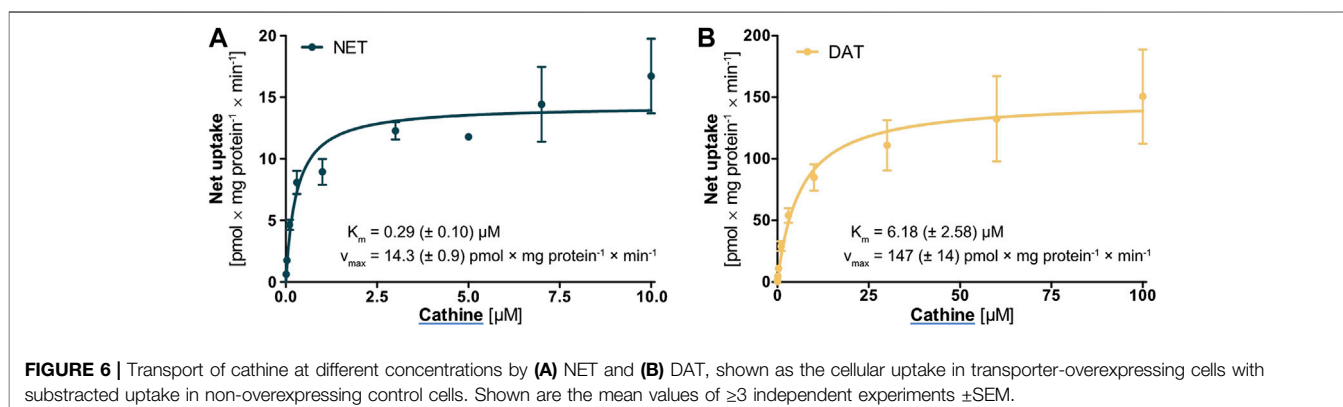 A
NET
Net uptake
[pmol × mg protein⁻¹ × min⁻¹]
20
15
10
5
0
Kₘ = 0.29 (± 0.10) µM
vₘₐₓ = 14.3 (± 0.9) pmol × mg protein⁻¹ × min⁻¹
0.0 2.5 5.0 7.5 10.0
Cathine [µM]
B
DAT
Net uptake
[pmol × mg protein⁻¹ × min⁻¹]
200
150
100
50
0
Kₘ = 6.18 (± 2.58) µM
vₘₐₓ = 147 (± 14) pmol × mg protein⁻¹ × min⁻¹
0 25 50 75 100
Cathine [µM]
FIGURE 6 | Transport of cathine at different concentrations by (A) NET and (B) DAT, shown as the cellular uptake in transporter-overexpressing cells with
substracted uptake in non-overexpressing control cells. Shown are the mean values of ≥3 independent experiments ±SEM.